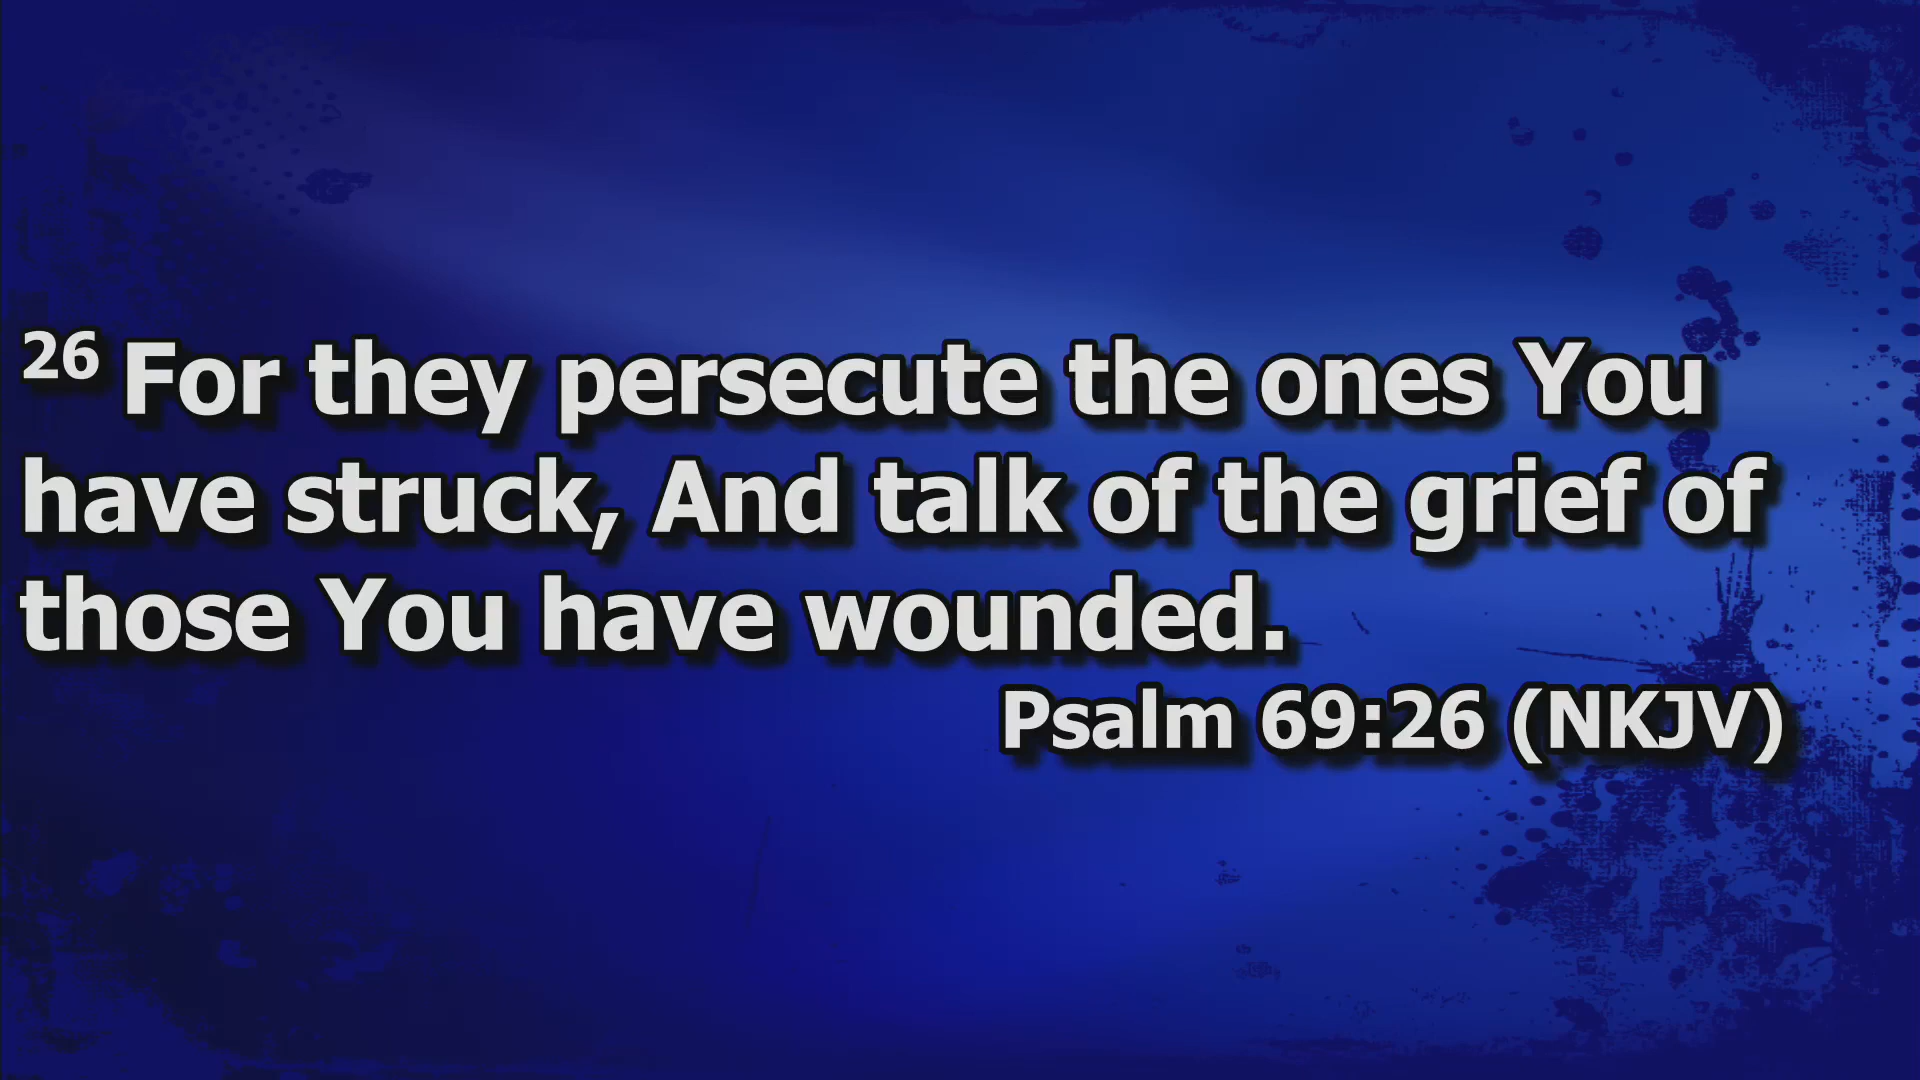 26 For they persecute the ones You
have struck, And talk of the grief of
those You have wounded.
Psalm 69:26 (NKJV)